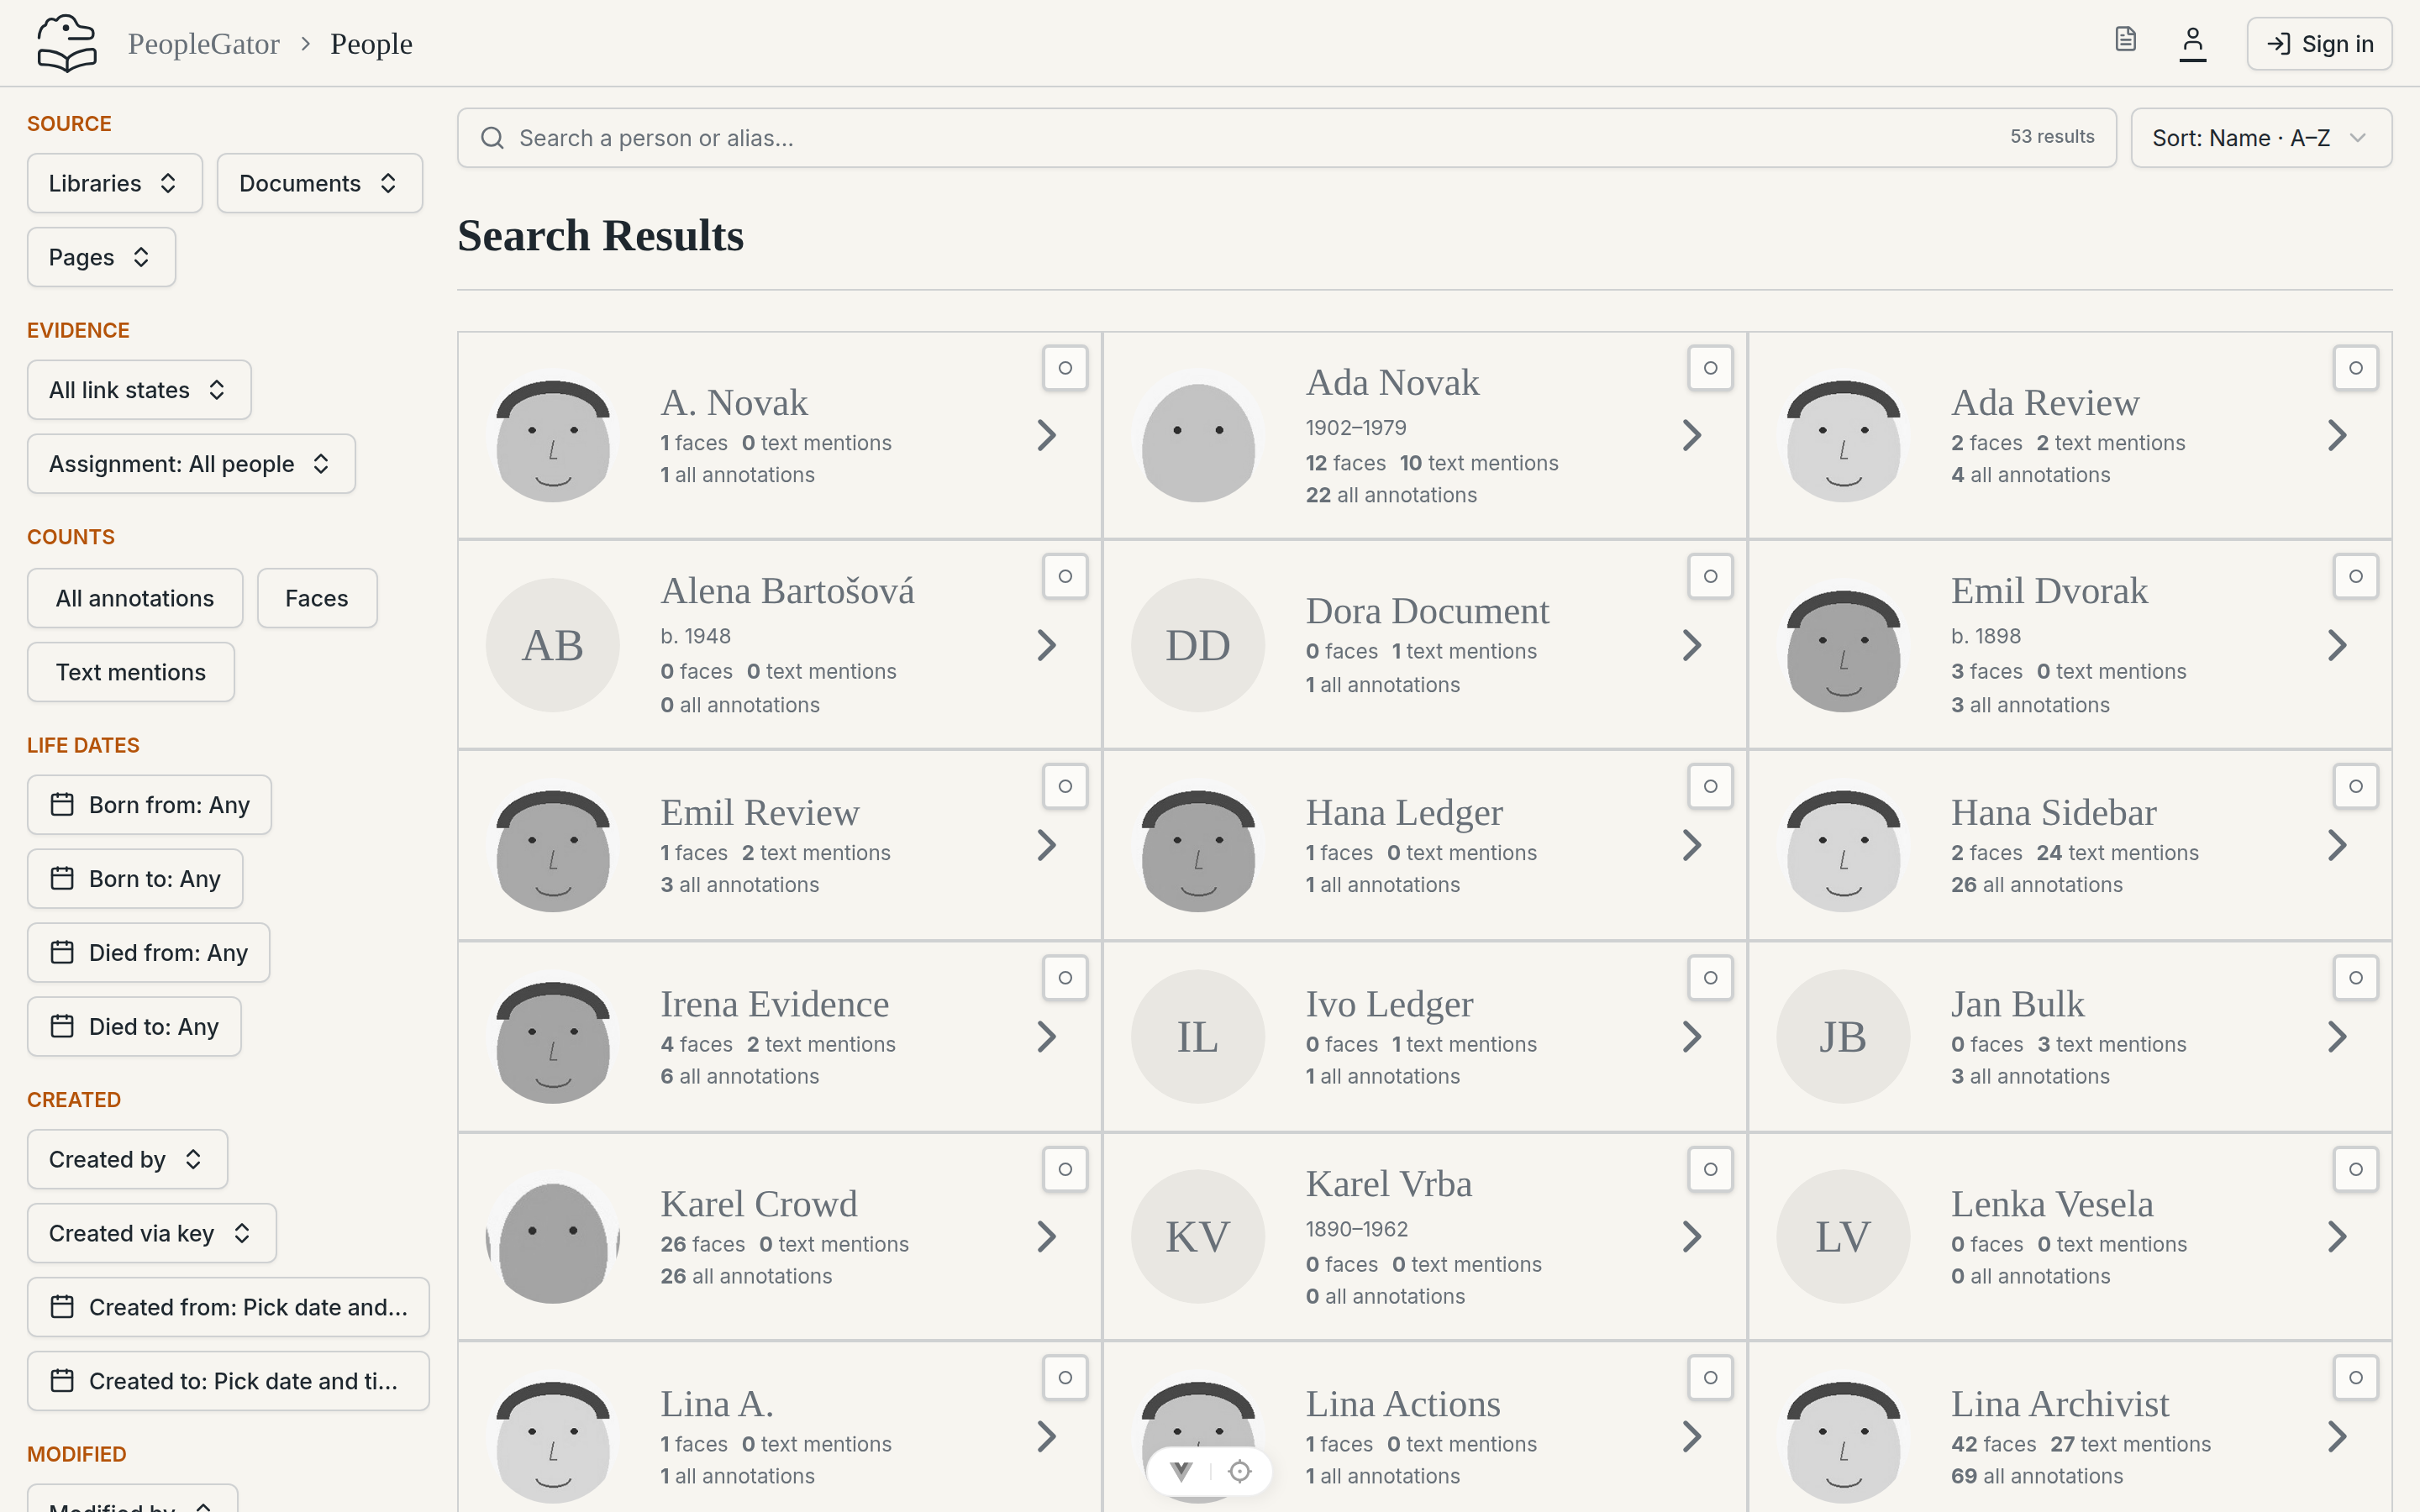 PeopleGator > People
Sign in
SOURCE
Libraries
Documents
Pages
EVIDENCE
All link states
Assignment: All people
COUNTS
All annotations
Faces
Text mentions
LIFE DATES
Born from: Any
Born to: Any
Died from: Any
Died to: Any
CREATED
Created by
Created via key
Created from: Pick date and...
Created to: Pick date and ti...
MODIFIED
Modified by
Search a person or alias...
53 results
Sort: Name · A–Z
Search Results
A. Novak
1 faces 0 text mentions
1 all annotations
Ada Novak
1902–1979
12 faces 10 text mentions
22 all annotations
Ada Review
2 faces 2 text mentions
4 all annotations
AB
Alena Bartošová
b. 1948
0 faces 0 text mentions
0 all annotations
DD
Dora Document
0 faces 1 text mentions
1 all annotations
Emil Dvorak
b. 1898
3 faces 0 text mentions
3 all annotations
Emil Review
1 faces 2 text mentions
3 all annotations
Hana Ledger
1 faces 0 text mentions
1 all annotations
Hana Sidebar
2 faces 24 text mentions
26 all annotations
Irena Evidence
4 faces 2 text mentions
6 all annotations
IL
Ivo Ledger
0 faces 1 text mentions
1 all annotations
JB
Jan Bulk
0 faces 3 text mentions
3 all annotations
Karel Crowd
26 faces 0 text mentions
26 all annotations
KV
Karel Vrba
1890–1962
0 faces 0 text mentions
0 all annotations
LV
Lenka Vesela
0 faces 0 text mentions
0 all annotations
Lina A.
1 faces 0 text mentions
1 all annotations
Lina Actions
1 faces 0 text mentions
1 all annotations
Lina Archivist
42 faces 27 text mentions
69 all annotations